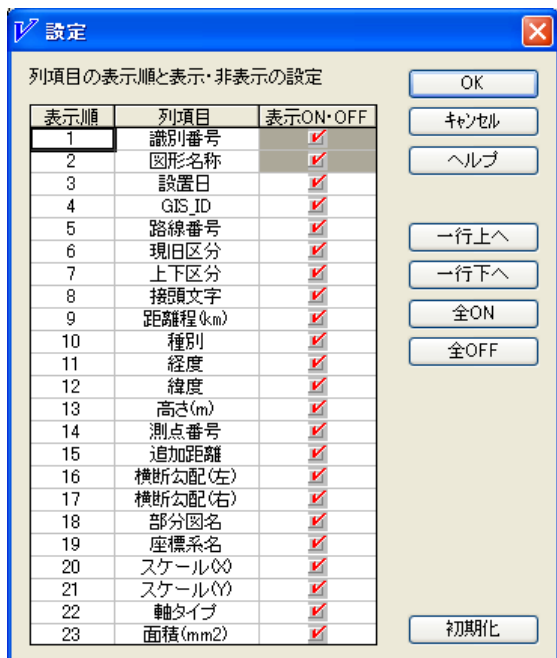 設定
列項目の表示順と表示・非表示の設定
表示順 列項目 表示ON・OFF
1 識別番号
2 図形名称
3 設置日
4 GIS_ID
5 路線番号
6 現旧区分
7 上下区分
8 接頭文字
9 距離程(km)
10 種別
11 経度
12 緯度
13 高さ(m)
14 測点番号
15 追加距離
16 横断勾配(左)
17 横断勾配(右)
18 部分図名
19 座標系名
20 スケール(X)
21 スケール(Y)
22 軸タイプ
23 面積(mm2)
OK
キャンセル
ヘルプ
一行上へ
一行下へ
全ON
全OFF
初期化